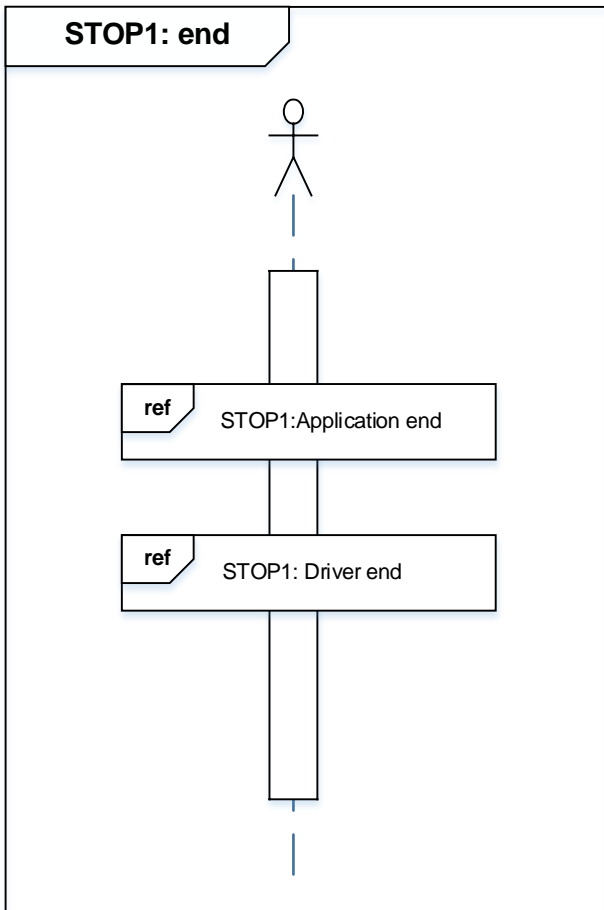 STOP1: end
ref
STOP1:Application end
ref
STOP1: Driver end